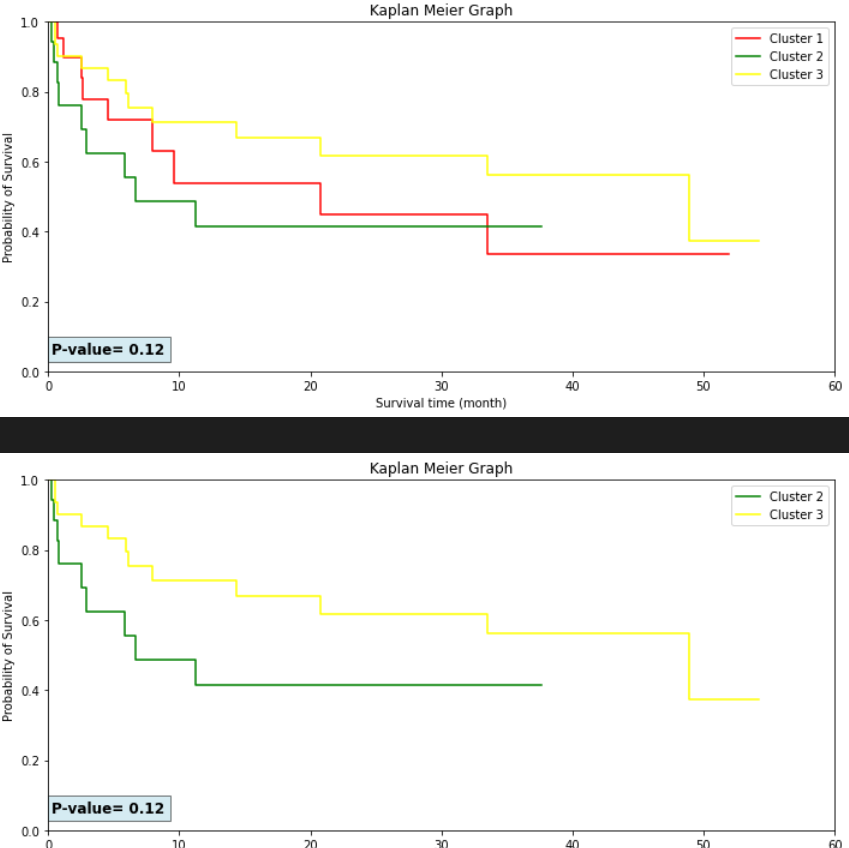 Kaplan Meier Graph
Cluster 1
Cluster 2
Cluster 3
1.0
0.8
0.6
0.4
0.2
0.0
Probability of Survival
P-value= 0.12
0 10 20 30 40 50 60
Survival time (month)
Kaplan Meier Graph
Cluster 2
Cluster 3
1.0
0.8
0.6
0.4
0.2
0.0
Probability of Survival
P-value= 0.12
0 10 20 30 40 50 60